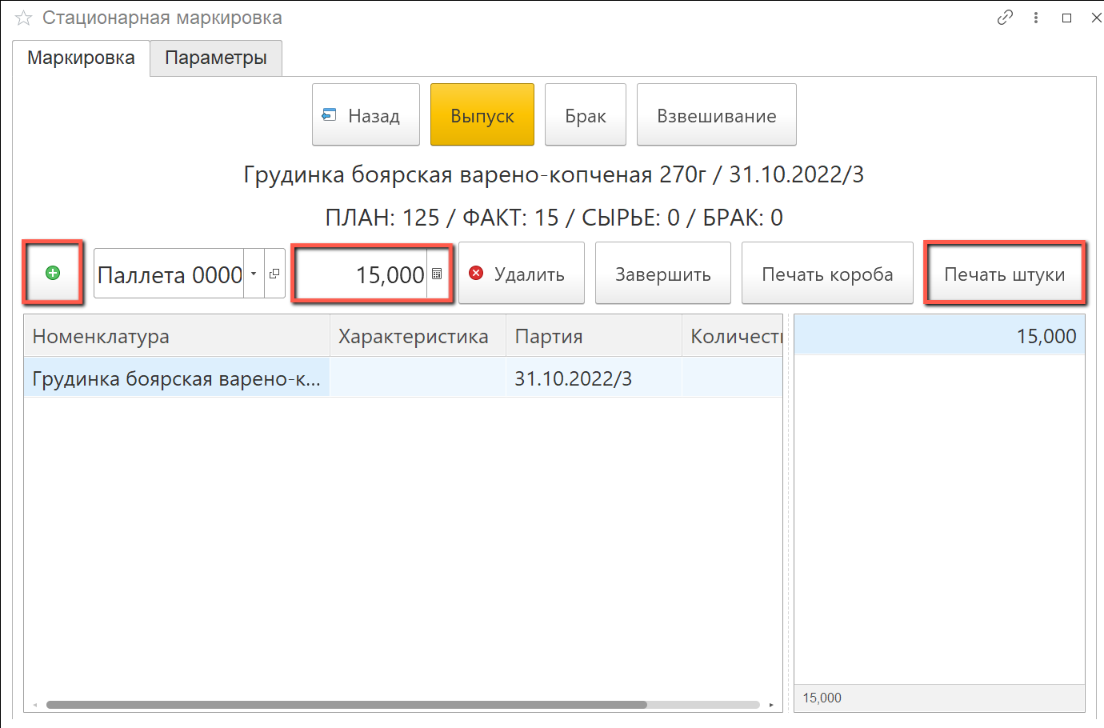 Стационарная маркировка
Маркировка Параметры
Назад Выпуск Брак Взвешивание
Грудинка боярская варено-копченая 270г / 31.10.2022/3
ПЛАН: 125 / ФАКТ: 15 / СЫРЬЕ: 0 / БРАК: 0
Паллета 0000 15,000 Удалить Завершить Печать короба Печать штуки
Номенклатура Характеристика Партия Количест 15,000
Грудинка боярская варено-к... 31.10.2022/3
15,000